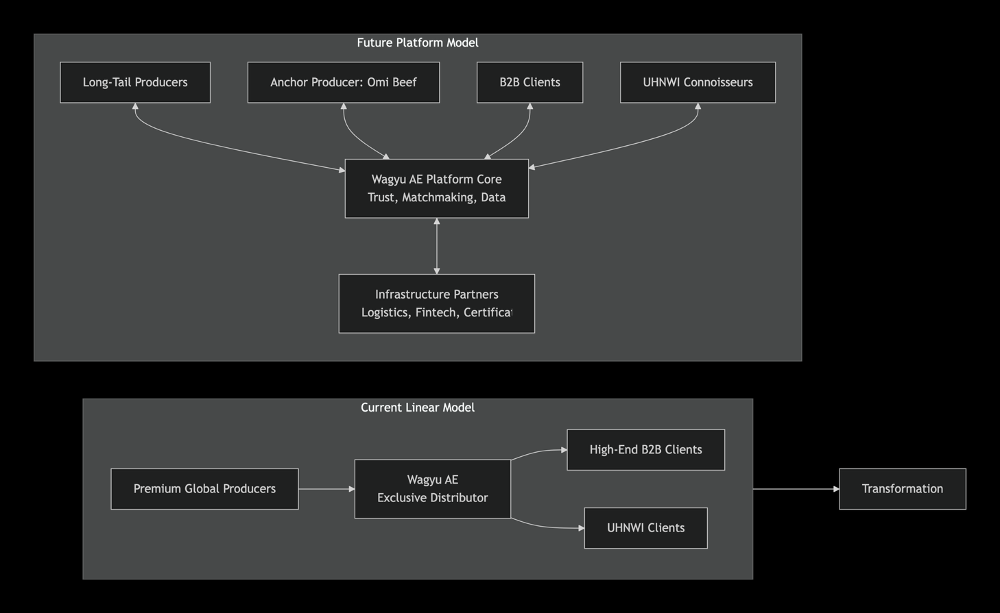 Future Platform Model
Long-Tail Producers
Anchor Producer: Omi Beef
B2B Clients
UHNWI Connoisseurs
Wagyu AE Platform Core
Trust, Matchmaking, Data
Infrastructure Partners
Logistics, Fintech, Certificat
Current Linear Model
Premium Global Producers
Wagyu AE
Exclusive Distributor
High-End B2B Clients
UHNWI Clients
Transformation